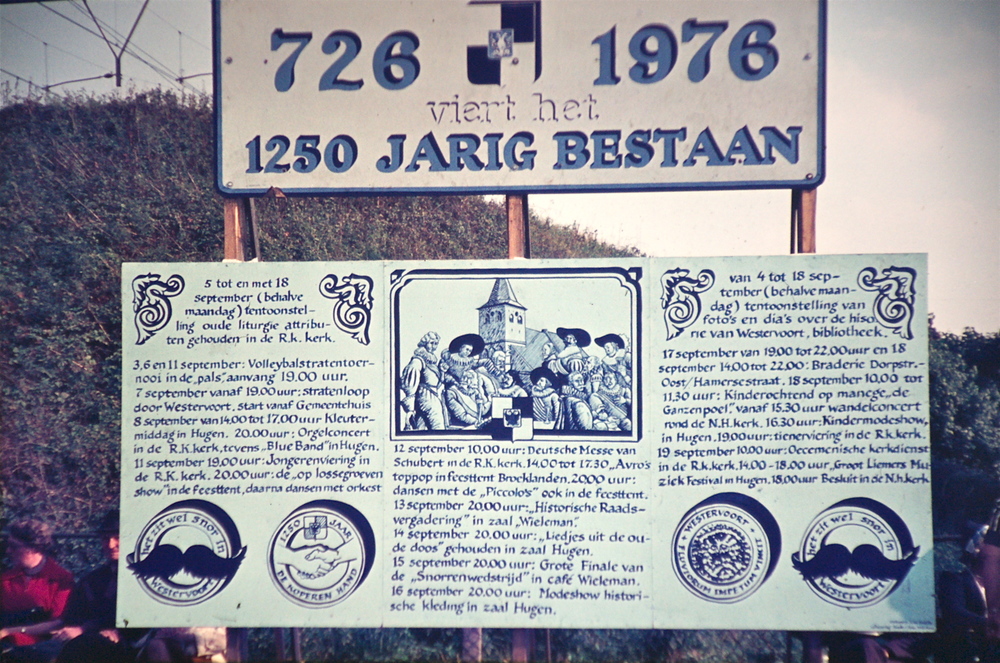 726 1976
viert het
1250 JARIG BESTAAN
5 tot en met 18
september (behalve
maandag) tentoonstel-
ling oude liturgie attribu-
ten gehouden in de R.k. kerk.
3,6 en 11 september: Volleybalstratentoer-
nooi in de „pals", aanvang 19.00 uur.
7 september vanaf 19.00 uur: stratenloop
door Westervoort, start vanaf Gemeenthuis
8 september van 14.00 tot 17.00 uur Kleuter-
middag in Hugen. 20.00 uur: Orgelconcert
in de R.K. kerk, tevens „Blue Band" in Hugen.
11 september 19.00 uur: Jongerenviering in
de R.K. kerk. 20.00 uur: de „op lossegroeven
show" in de Feesttent, daarna dansen met orkest
het zit wel snor in
Westervoort
1250 JAAR
DE KOPEREN HAND
12 september 10.00 uur: Deutsche Messe van
Schubert in de R.K. kerk. 14.00 tot 17.30 „Avro's
toppop in feesttent Broeklanden. 20.00 uur:
dansen met de „Piccolo's" ook in de feesttent.
13 september 20.00 uur: „Historische Raads-
vergadering" in zaal „Wieleman".
14 september 20.00 uur: „Liedjes uit de ou-
de doos" gehouden in zaal Hugen.
15 september 20.00 uur: Grote Finale van
de „Snorrenwedstrijd" in café Wieleman.
16 september 20.00 uur: Modeshow histori-
sche kleding in zaal Hugen.
van 4 tot 18 sep-
tember (behalve maan-
dag) tentoonstelling van
foto's en dia's over de histo
rie van Westervoort, bibliotheek.
17 september van 19.00 tot 22.00 uur en 18
september 14.00 tot 22.00: Braderie Dorpstr.-
Oost/Hamersestraat. 18 september 10.00 tot
11.30 uur: Kinderochtend op manege „de
Ganzenpoel". vanaf 15.30 uur wandelconcert
rond de N.H. kerk. 16.30 uur: Kindermodeshow,
in Hugen. 19.00 uur: tienerviering in de R.k. kerk.
19 september 10.00 uur: Oecemenische kerkdienst
in de R.k. kerk. 14.00 - 18.00 uur „Groot Liemers Mu
ziek Festival in Hugen. 18.00 uur Besluit in de N.h. kerk
WESTERVOORT
FLUVIORUM IMPETUM VIMIT
het zit wel snor in
Westervoort